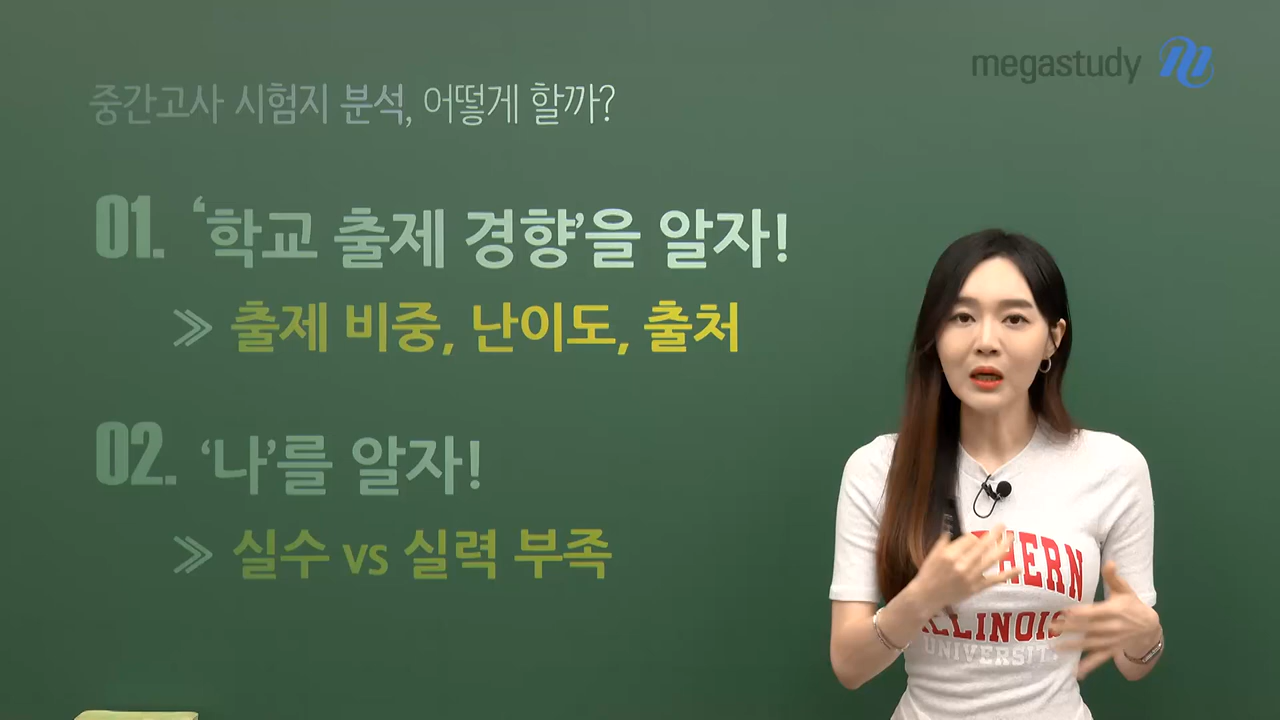 megastudy
중간고사 시험지 분석, 어떻게 할까?
01. ‘학교 출제 경향’을 알자!
≫ 출제 비중, 난이도, 출처
02. ‘나’를 알자!
≫ 실수 vs 실력 부족
ILLINOIS